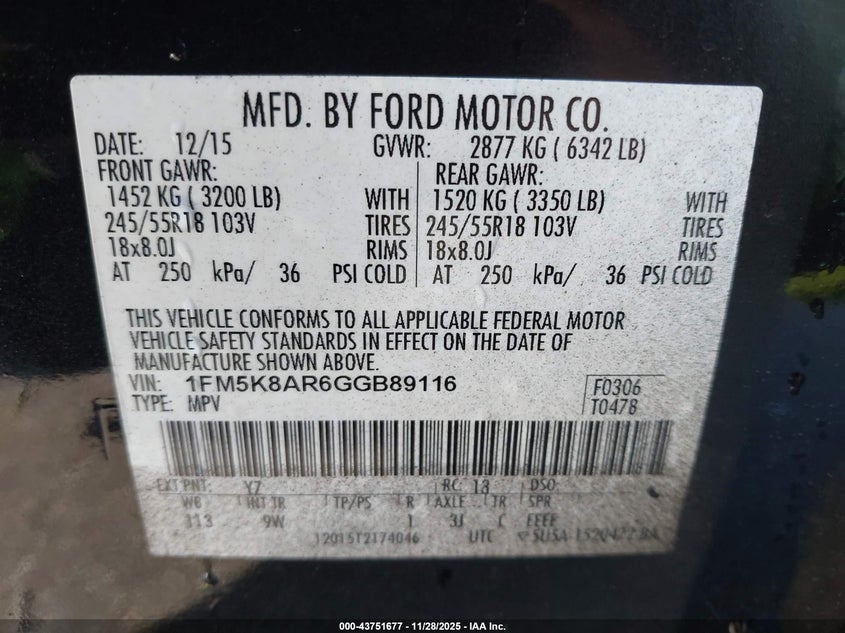 MFD. BY FORD MOTOR CO.
DATE: 12/15 GVWR: 2877 KG ( 6342 LB)
FRONT GAWR: REAR GAWR:
1452 KG ( 3200 LB) WITH 1520 KG ( 3350 LB) WITH
245/55R18 103V TIRES 245/55R18 103V TIRES
18x8.0J RIMS 18x8.0J RIMS
AT 250 kPa/ 36 PSI COLD AT 250 kPa/ 36 PSI COLD
THIS VEHICLE CONFORMS TO ALL APPLICABLE FEDERAL MOTOR
VEHICLE SAFETY STANDARDS IN EFFECT ON THE DATE OF
MANUFACTURE SHOWN ABOVE.
VIN: 1FM5K8AR6GGB89116 F0306
TYPE: MPV T0478
EXT PNT: Y7 RC: 13 DSO:
WB INT TR TP/PS R AXLE TR SPR
113 9W 1 3J C EEEE
12015T2174046 UTC
000-43751677 | 11/28/2025 - IAA Inc.